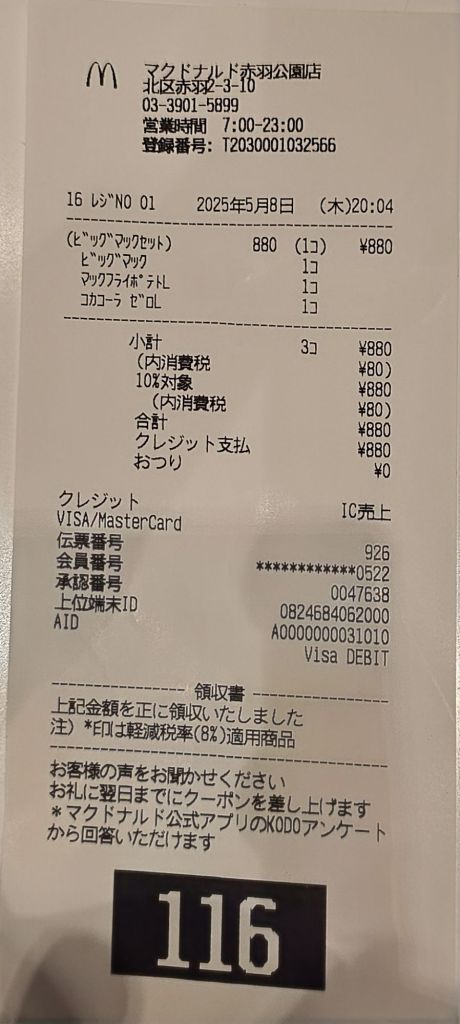 マクドナルド赤羽公園店
北区赤羽2-3-10
03-3901-5899
営業時間 7:00-23:00
登録番号: T2030001032566
16 ﾚｼﾞNO 01 2025年5月8日 (木)20:04
(ﾋﾞｯｸﾞﾏｯｸｾｯﾄ) 880 (1ｺ) ¥880
ﾋﾞｯｸﾞﾏｯｸ 1ｺ
ﾏｯｸﾌﾗｲﾎﾟﾃﾄL 1ｺ
ｺｶｺｰﾗ ｾﾞﾛL 1ｺ
小計 3ｺ ¥880
(内消費税 ¥80)
10%対象 ¥880
(内消費税 ¥80)
合計 ¥880
クレジット支払 ¥880
おつり ¥0
クレジット IC売上
VISA/MasterCard
伝票番号 926
会員番号 ************0522
承認番号 0047638
上位端末ID 0824684062000
AID A0000000031010
Visa DEBIT
領収書
上記金額を正に領収いたしました
注) *印は軽減税率(8%)適用商品
お客様の声をお聞かせください
お礼に翌日までにクーポンを差し上げます
*マクドナルド公式アプリのKODOアンケート
から回答いただけます
116